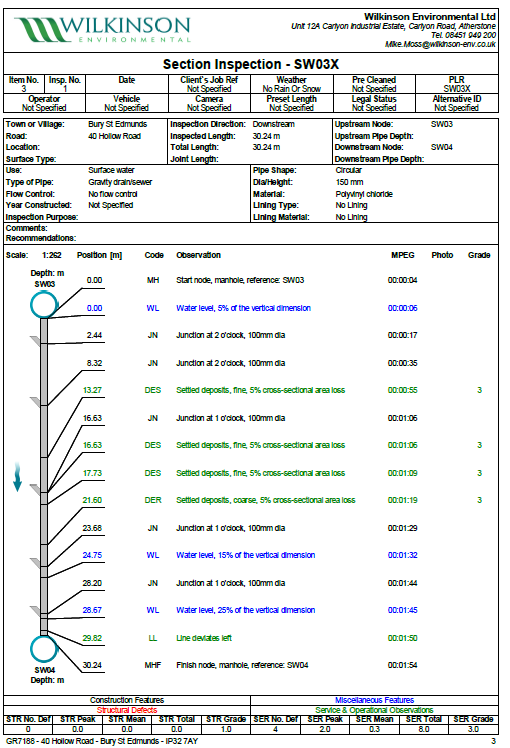 WILKINSON
ENVIRONMENTAL
Wilkinson Environmental Ltd
Unit 12A Carlyon Industrial Estate, Carlyon Road, Atherstone
Tel. 08451 949 200
Mike.Moss@wilkinson-env.co.uk
Section Inspection - SW03X
Item No. Insp. No. Date Client's Job Ref Weather Pre Cleaned PLR
3 1 Not Specified No Rain Or Snow Not Specified SW03X
Operator Vehicle Camera Preset Length Legal Status Alternative ID
Not Specified Not Specified Not Specified Not Specified Not Specified Not Specified
Town or Village: Bury St Edmunds Inspection Direction: Downstream Upstream Node: SW03
Road: 40 Hollow Road Inspected Length: 30.24 m Upstream Pipe Depth:
Location: Total Length: 30.24 m Downstream Node: SW04
Surface Type: Joint Length: Downstream Pipe Depth:
Use: Surface water Pipe Shape: Circular
Type of Pipe: Gravity drain/sewer Dia/Height: 150 mm
Flow Control: No flow control Material: Polyvinyl chloride
Year Constructed: Not Specified Lining Type: No Lining
Inspection Purpose: Lining Material: No Lining
Comments:
Recommendations:
Scale: 1:262 Position [m] Code Observation MPEG Photo Grade
Depth: m
SW03
0.00 MH Start node, manhole, reference: SW03 00:00:04
0.00 WL Water level, 5% of the vertical dimension 00:00:06
2.44 JN Junction at 2 o'clock, 100mm dia 00:00:17
8.32 JN Junction at 2 o'clock, 100mm dia 00:00:35
13.27 DES Settled deposits, fine, 5% cross-sectional area loss 00:00:55 3
16.63 JN Junction at 1 o'clock, 100mm dia 00:01:06
16.63 DES Settled deposits, fine, 5% cross-sectional area loss 00:01:06 3
17.73 DES Settled deposits, fine, 5% cross-sectional area loss 00:01:09 3
21.60 DER Settled deposits, coarse, 5% cross-sectional area loss 00:01:19 3
23.68 JN Junction at 1 o'clock, 100mm dia 00:01:29
24.75 WL Water level, 15% of the vertical dimension 00:01:32
28.20 JN Junction at 1 o'clock, 100mm dia 00:01:44
28.67 WL Water level, 25% of the vertical dimension 00:01:45
29.82 LL Line deviates left 00:01:50
30.24 MHF Finish node, manhole, reference: SW04 00:01:54
SW04
Depth: m
Construction Features Miscellaneous Features
Structural Defects Service & Operational Observations
STR No. Def STR Peak STR Mean STR Total STR Grade SER No. Def SER Peak SER Mean SER Total SER Grade
0 0.0 0.0 0.0 1.0 4 2.0 0.3 8.0 3.0
GR7188 - 40 Hollow Road - Bury St Edmunds - IP32 7AY 3